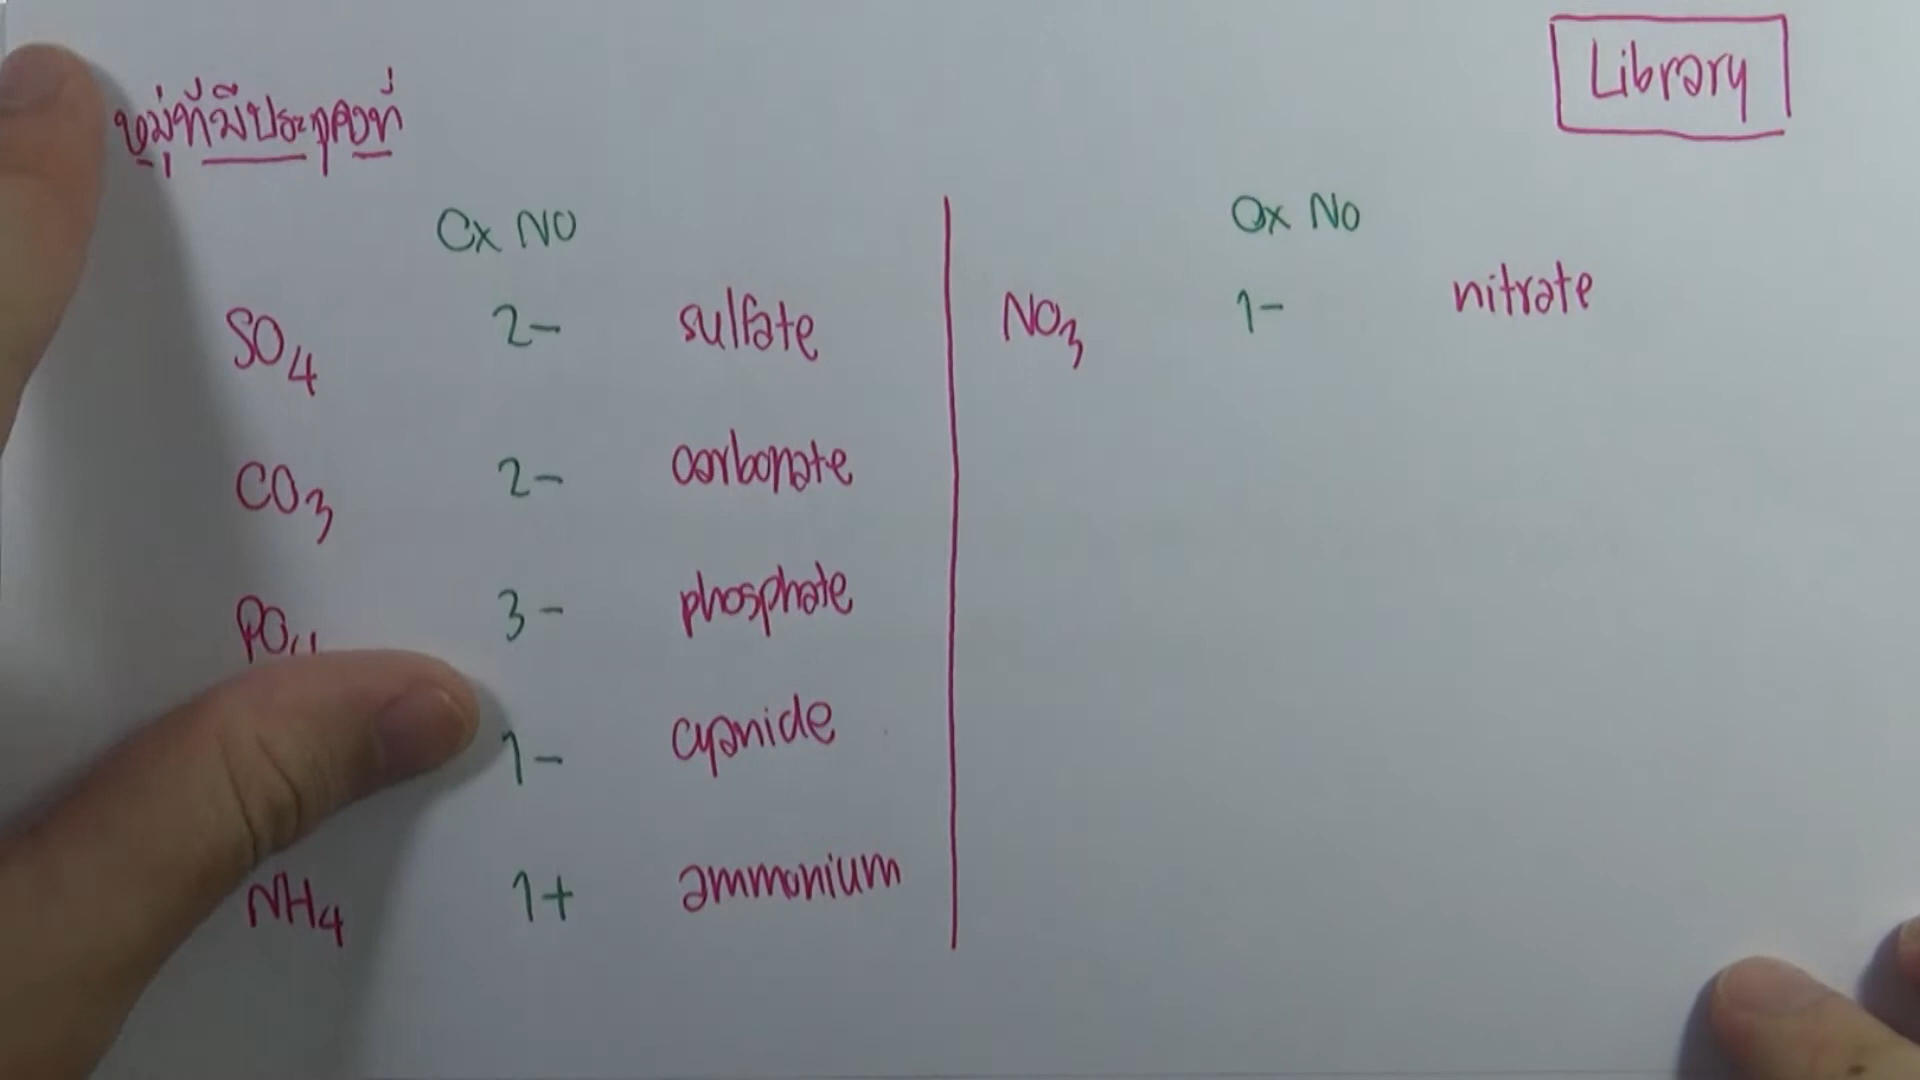 Library
หมู่ที่มีประจุคงที่
Ox NO
SO4 2- sulfate
CO3 2- carbonate
PO4 3- phosphate
1- cyanide
NH4 1+ ammonium
Ox No
NO3 1- nitrate